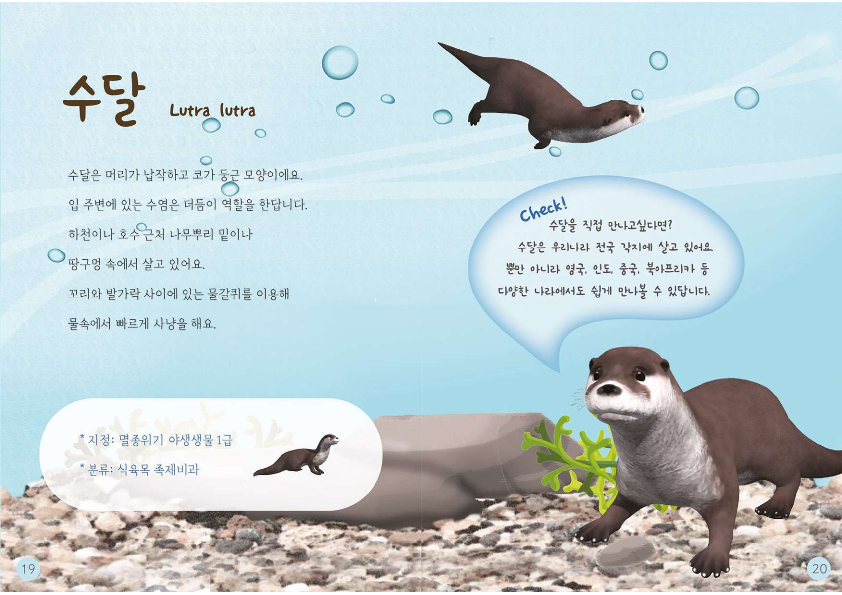 수달 Lutra lutra
수달은 머리가 납작하고 코가 둥근 모양이에요.
입 주변에 있는 수염은 더듬이 역할을 한답니다.
하천이나 호수 근처 나무뿌리 밑이나
땅구멍 속에서 살고 있어요.
꼬리와 발가락 사이에 있는 물갈퀴를 이용해
물속에서 빠르게 사냥을 해요.
Check!
수달을 직접 만나고싶다면?
수달은 우리나라 전국 각지에 살고 있어요.
뿐만 아니라 영국, 인도, 중국, 북아프리카 등
다양한 나라에서도 쉽게 만나볼 수 있답니다.
* 지정: 멸종위기 야생생물 1급
* 분류: 식육목 족제비과
19
20